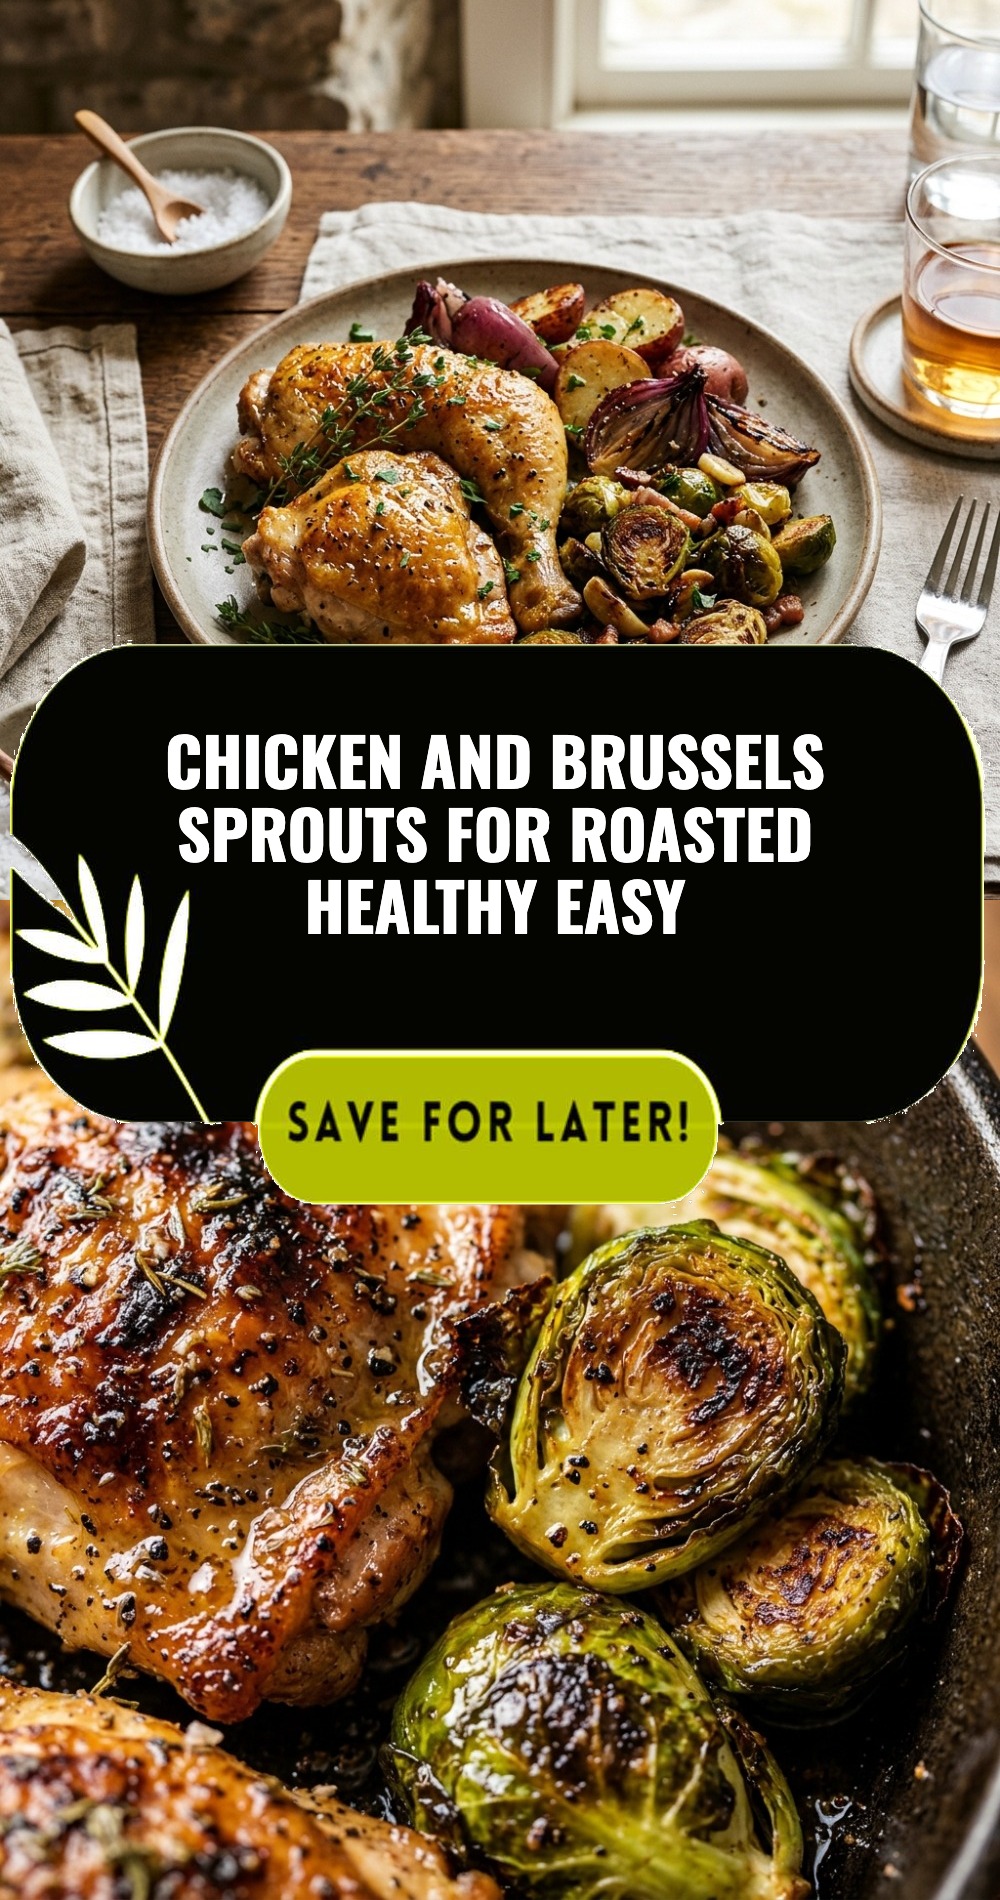 CHICKEN AND BRUSSELS
SPROUTS FOR ROASTED
HEALTHY EASY
SAVE FOR LATER!